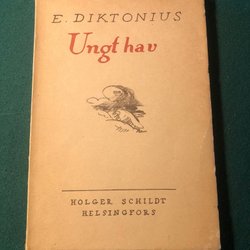 E. DIKTONIUS
Ungt hav
HOLGER SCHILDT
HELSINGFORS